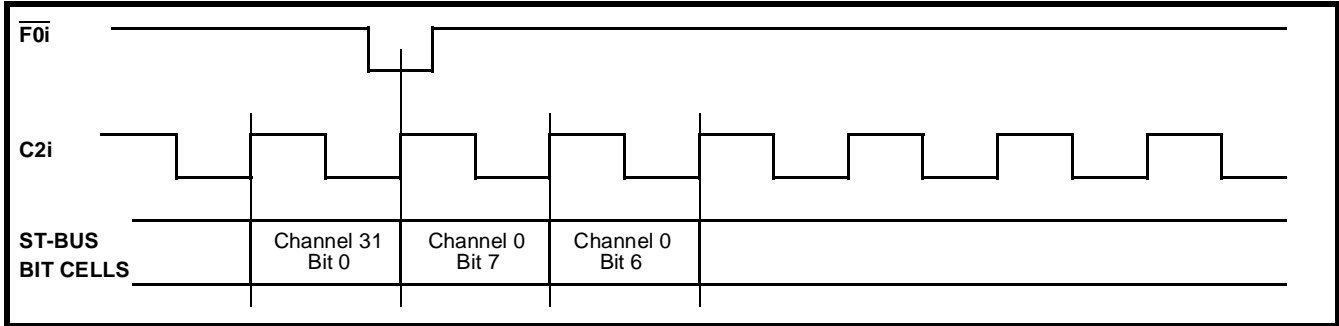 F0i
C2i
ST-BUS
BIT CELLS
Channel 31
Bit 0
Channel 0
Bit 7
Channel 0
Bit 6